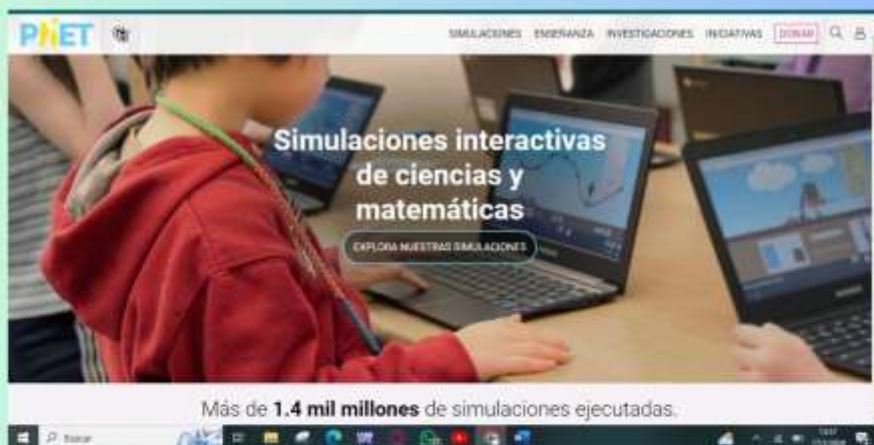 PhET
SIMULACIONES ENSEÑANZA INVESTIGACIONES INICIATIVAS DONAR
Simulaciones interactivas
de ciencias y
matemáticas
EXPLORA NUESTRAS SIMULACIONES
Más de 1.4 mil millones de simulaciones ejecutadas.
Buscar